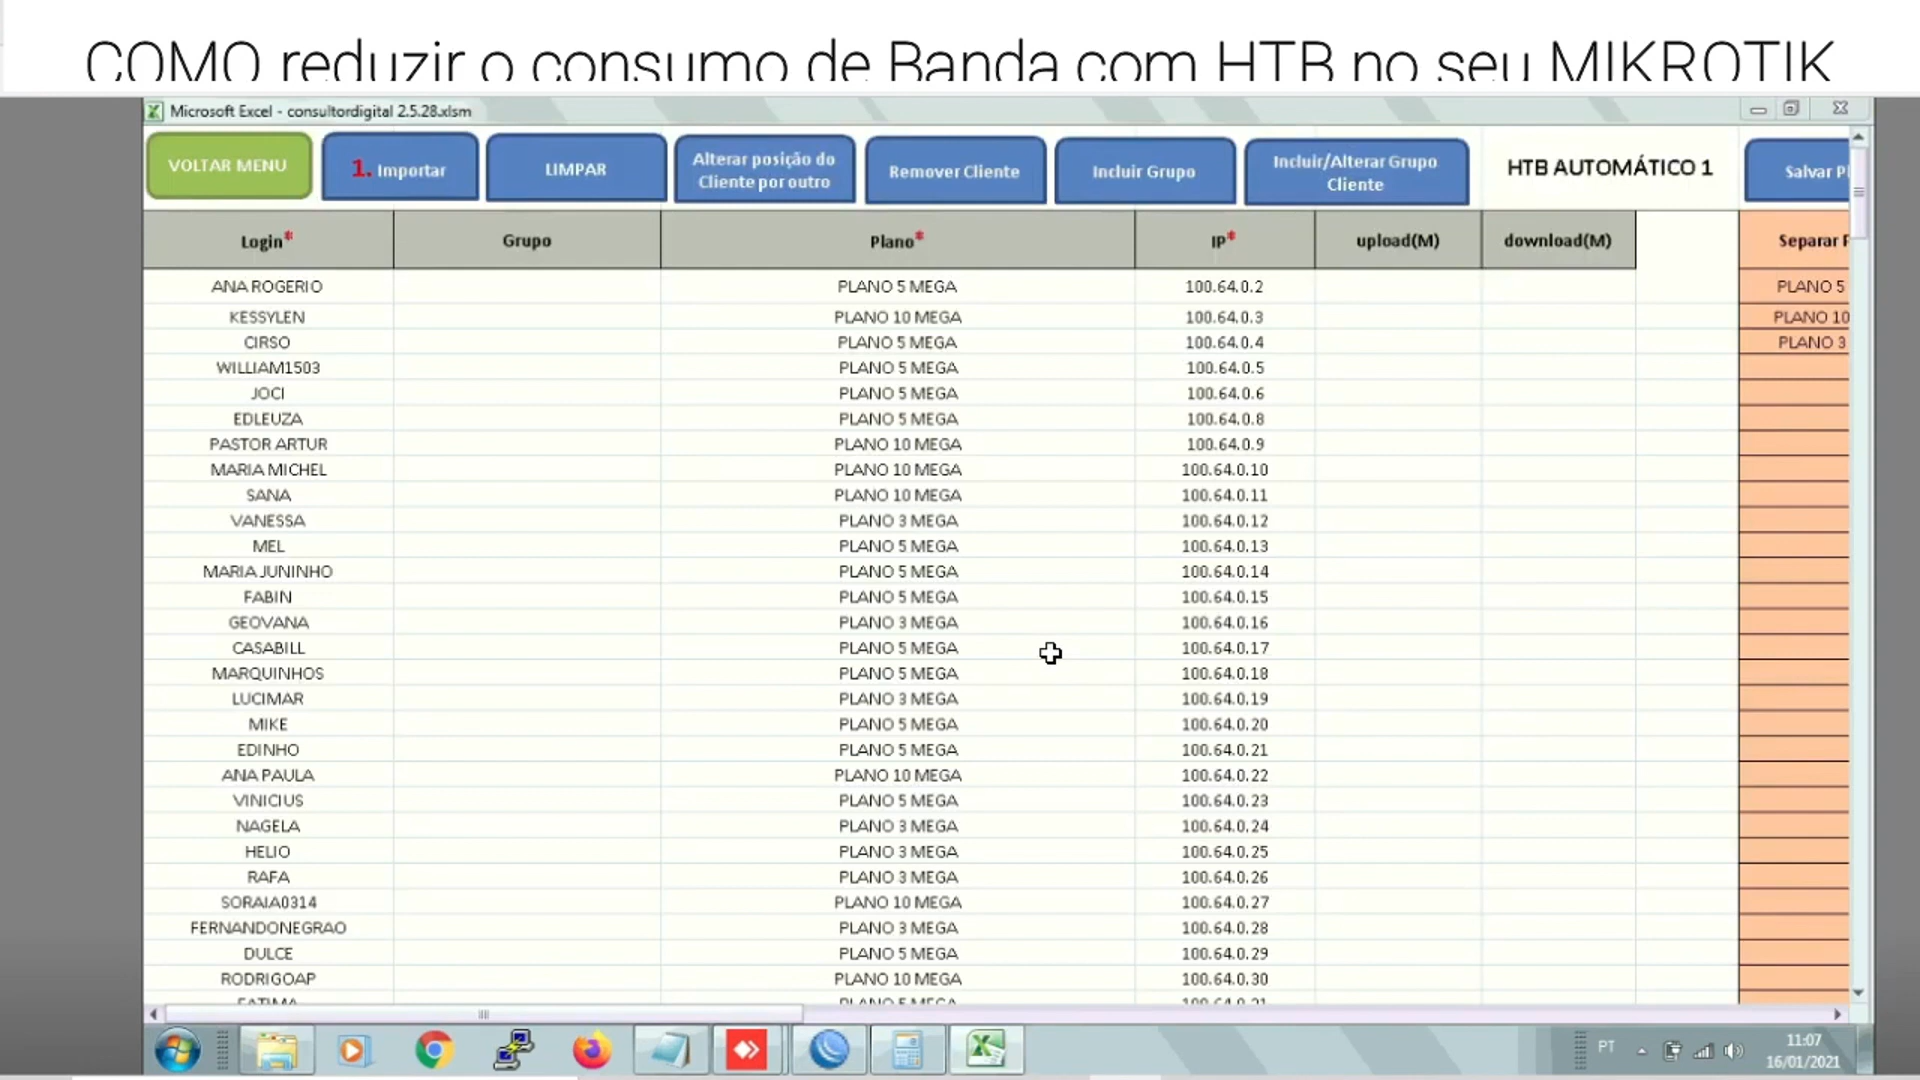 COMO reduzir o consumo de Banda com HTB no seu MIKROTIK
Microsoft Excel - consultordigital 2.5.28.xlsm
VOLTAR MENU
1. Importar
LIMPAR
Alterar posição do
Cliente por outro
Remover Cliente
Incluir Grupo
Incluir/Alterar Grupo
Cliente
HTB AUTOMÁTICO 1
Salvar Pl
Login* Grupo Plano* IP* upload(M) download(M) Separar P
ANA ROGERIO PLANO 5 MEGA 100.64.0.2 PLANO 5
KESSYLEN PLANO 10 MEGA 100.64.0.3 PLANO 10
CIRSO PLANO 5 MEGA 100.64.0.4 PLANO 3
WILLIAM1503 PLANO 5 MEGA 100.64.0.5
JOCI PLANO 5 MEGA 100.64.0.6
EDLEUZA PLANO 5 MEGA 100.64.0.8
PASTOR ARTUR PLANO 10 MEGA 100.64.0.9
MARIA MICHEL PLANO 10 MEGA 100.64.0.10
SANA PLANO 10 MEGA 100.64.0.11
VANESSA PLANO 3 MEGA 100.64.0.12
MEL PLANO 5 MEGA 100.64.0.13
MARIA JUNINHO PLANO 5 MEGA 100.64.0.14
FABIN PLANO 5 MEGA 100.64.0.15
GEOVANA PLANO 3 MEGA 100.64.0.16
CASABILL PLANO 5 MEGA 100.64.0.17
MARQUINHOS PLANO 5 MEGA 100.64.0.18
LUCIMAR PLANO 3 MEGA 100.64.0.19
MIKE PLANO 5 MEGA 100.64.0.20
EDINHO PLANO 5 MEGA 100.64.0.21
ANA PAULA PLANO 10 MEGA 100.64.0.22
VINICIUS PLANO 5 MEGA 100.64.0.23
NAGELA PLANO 3 MEGA 100.64.0.24
HELIO PLANO 3 MEGA 100.64.0.25
RAFA PLANO 3 MEGA 100.64.0.26
SORAIA0314 PLANO 10 MEGA 100.64.0.27
FERNANDONEGRAO PLANO 3 MEGA 100.64.0.28
DULCE PLANO 5 MEGA 100.64.0.29
RODRIGOAP PLANO 10 MEGA 100.64.0.30
FATIMA PLANO 5 MEGA 100.64.0.31
PT
11:07
16/01/2021